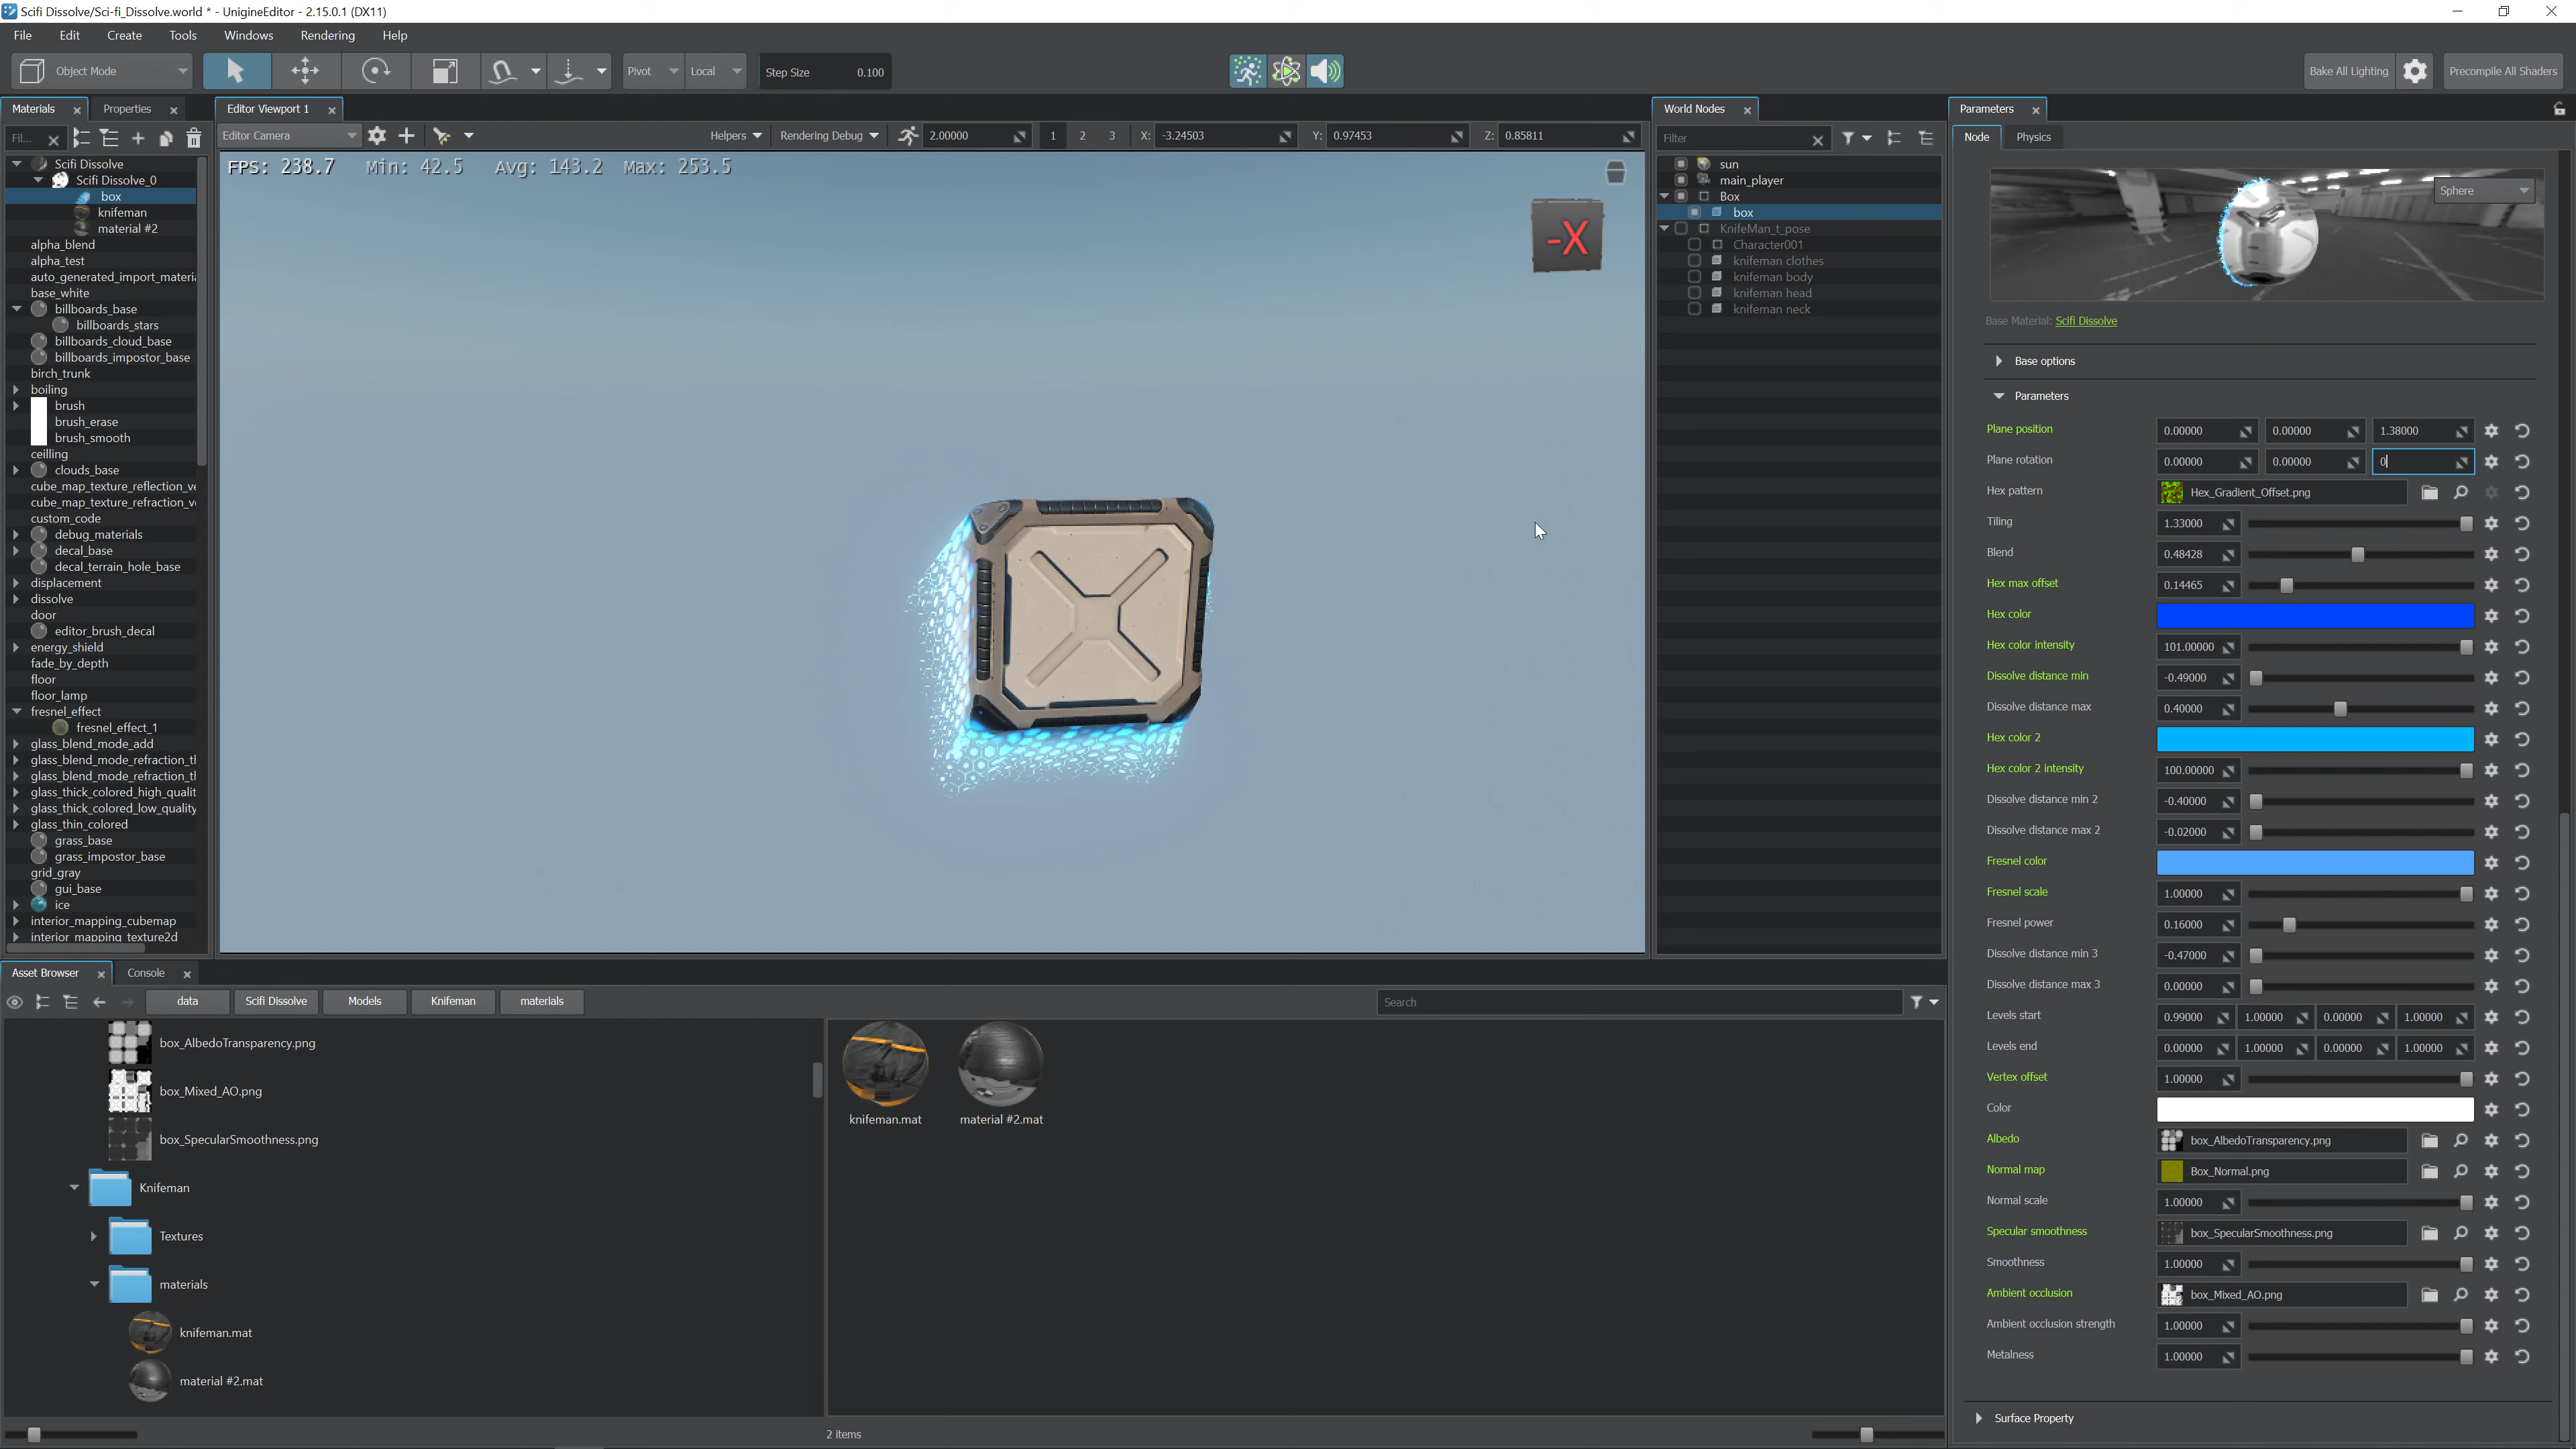 Scifi Dissolve/Sci-fi_Dissolve.world * - UnigineEditor - 2.15.0.1 (DX11)
File Edit Create Tools Windows Rendering Help
Object Mode Pivot Local Step Size 0.100 Bake All Lighting Precompile All Shaders
Materials Properties
Fil...
Scifi Dissolve
Scifi Dissolve_0
box
knifeman
material #2
alpha_blend
alpha_test
auto_generated_import_materi
base_white
billboards_base
billboards_stars
billboards_cloud_base
billboards_impostor_base
birch_trunk
boiling
brush
brush_erase
brush_smooth
ceilling
clouds_base
cube_map_texture_reflection_ve
cube_map_texture_refraction_v
custom_code
debug_materials
decal_base
decal_terrain_hole_base
displacement
dissolve
door
editor_brush_decal
energy_shield
fade_by_depth
floor
floor_lamp
fresnel_effect
fresnel_effect_1
glass_blend_mode_add
glass_blend_mode_refraction_tl
glass_blend_mode_refraction_tl
glass_thick_colored_high_qualit
glass_thick_colored_low_quality
glass_thin_colored
grass_base
grass_impostor_base
grid_gray
gui_base
ice
interior_mapping_cubemap
interior_mapping_texture2d
Editor Viewport 1
Editor Camera Helpers Rendering Debug 2.00000 1 2 3 X: -3.24503 Y: 0.97453 Z: 0.85811
FPS: 238.7 Min: 42.5 Avg: 143.2 Max: 253.5
-X
World Nodes
Filter
sun
main_player
Box
box
KnifeMan_t_pose
Character001
knifeman clothes
knifeman body
knifeman head
knifeman neck
Parameters
Node Physics
Sphere
Base Material: Scifi Dissolve
Base options
Parameters
Plane position 0.00000 0.00000 1.38000
Plane rotation 0.00000 0.00000 0
Hex pattern Hex_Gradient_Offset.png
Tiling 1.33000
Blend 0.48428
Hex max offset 0.14465
Hex color
Hex color intensity 101.00000
Dissolve distance min -0.49000
Dissolve distance max 0.40000
Hex color 2
Hex color 2 intensity 100.00000
Dissolve distance min 2 -0.40000
Dissolve distance max 2 -0.02000
Fresnel color
Fresnel scale 1.00000
Fresnel power 0.16000
Dissolve distance min 3 -0.47000
Dissolve distance max 3 0.00000
Levels start 0.99000 1.00000 0.00000 1.00000
Levels end 0.00000 1.00000 0.00000 1.00000
Vertex offset 1.00000
Color
Albedo box_AlbedoTransparency.png
Normal map Box_Normal.png
Normal scale 1.00000
Specular smoothness box_SpecularSmoothness.png
Smoothness 1.00000
Ambient occlusion box_Mixed_AO.png
Ambient occlusion strength 1.00000
Metalness 1.00000
Surface Property
Asset Browser Console
data Scifi Dissolve Models Knifeman materials Search
box_AlbedoTransparency.png
box_Mixed_AO.png
box_SpecularSmoothness.png
Knifeman
Textures
materials
knifeman.mat
material #2.mat
knifeman.mat material #2.mat
2 items